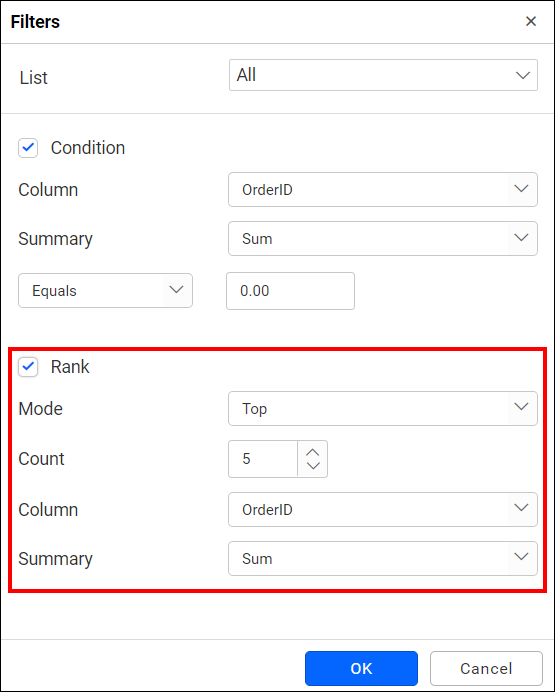 Filters
List All
Condition
Column OrderID
Summary Sum
Equals 0.00
Rank
Mode Top
Count 5
Column OrderID
Summary Sum
OK Cancel